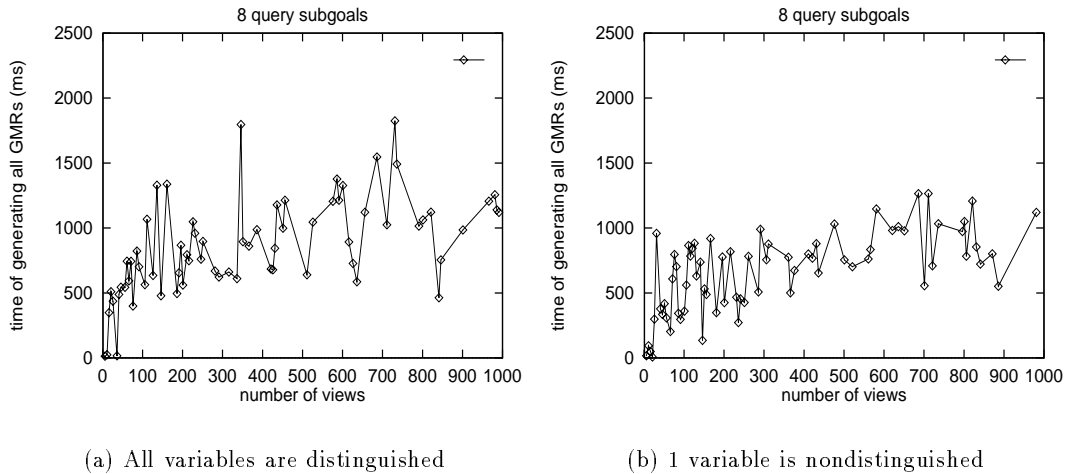 8 query subgoals
2500
2000
1500
1000
500
0
time of generating all GMRs (ms)
0 100 200 300 400 500 600 700 800 900 1000
number of views
(a) All variables are distinguished
8 query subgoals
2500
2000
1500
1000
500
0
time of generating all GMRs (ms)
0 100 200 300 400 500 600 700 800 900 1000
number of views
(b) 1 variable is nondistinguished